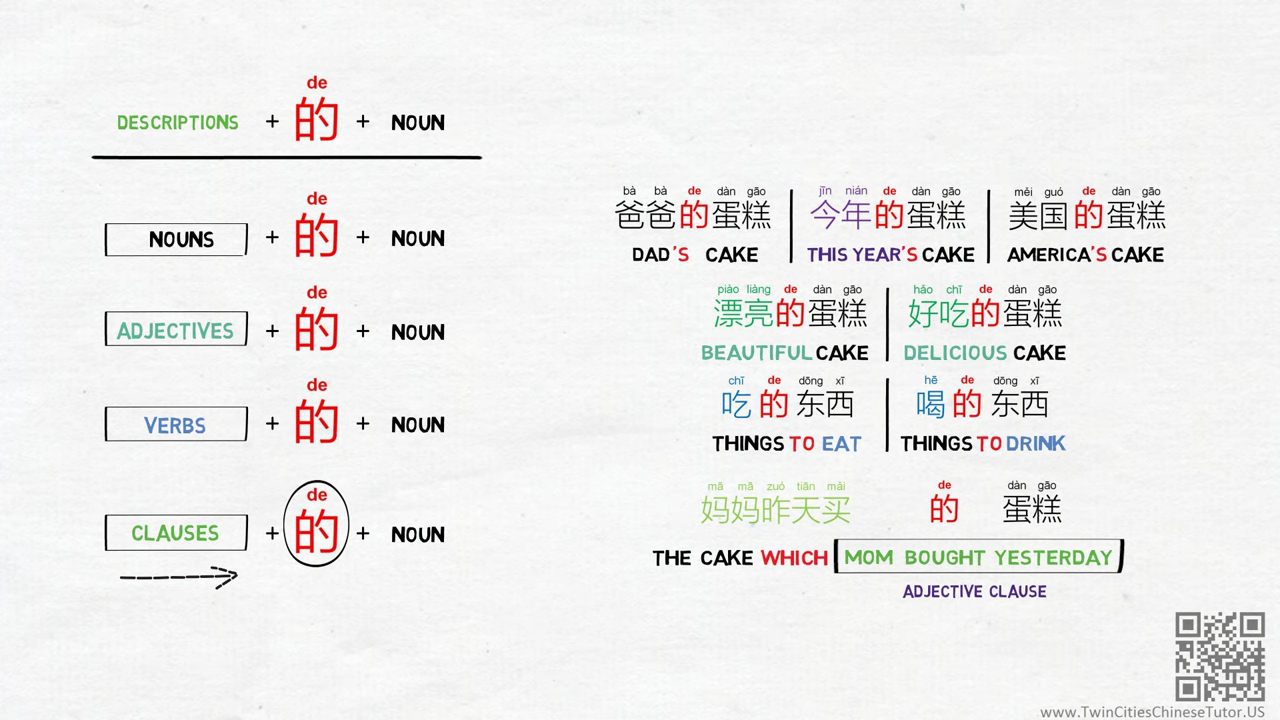 de
DESCRIPTIONS + 的 + NOUN
de
NOUNS + 的 + NOUN
de
ADJECTIVES + 的 + NOUN
de
VERBS + 的 + NOUN
de
CLAUSES + 的 + NOUN
bà bà de dàn gāo
爸爸的蛋糕
DAD'S CAKE
jīn nián de dàn gāo
今年的蛋糕
THIS YEAR'S CAKE
měi guó de dàn gāo
美国的蛋糕
AMERICA'S CAKE
piào liàng de dàn gāo
漂亮的蛋糕
BEAUTIFUL CAKE
hǎo chī de dàn gāo
好吃的蛋糕
DELICIOUS CAKE
chī de dōng xī
吃的东西
THINGS TO EAT
hē de dōng xī
喝的东西
THINGS TO DRINK
mā mā zuó tiān mǎi de dàn gāo
妈妈昨天买 的 蛋糕
THE CAKE WHICH MOM BOUGHT YESTERDAY
ADJECTIVE CLAUSE
www.TwinCitiesChineseTutor.US